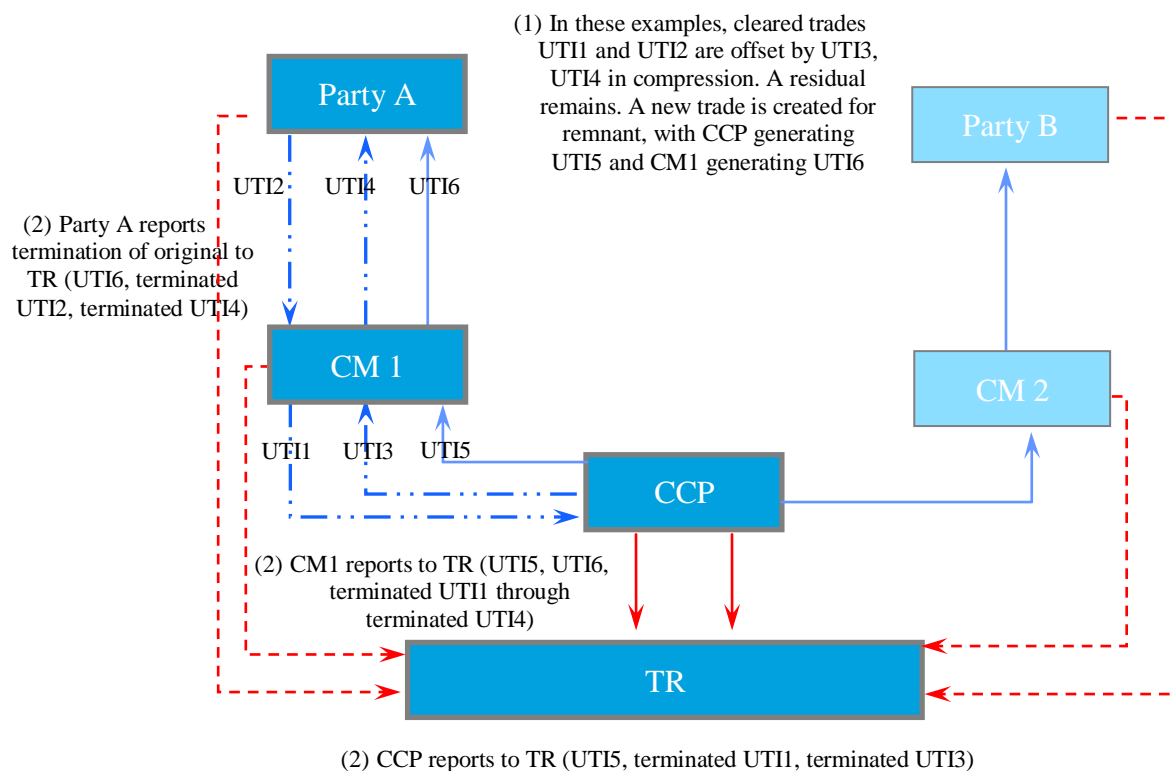 (1) In these examples, cleared trades
UTI1 and UTI2 are offset by UTI3,
UTI4 in compression. A residual
remains. A new trade is created for
remnant, with CCP generating
UTI5 and CM1 generating UTI6
Party A
Party B
UTI2
UTI4
UTI6
(2) Party A reports
termination of original to
TR (UTI6, terminated
UTI2, terminated UTI4)
CM 1
CM 2
UTI1
UTI3
UTI5
CCP
(2) CM1 reports to TR (UTI5, UTI6,
terminated UTI1 through
terminated UTI4)
TR
(2) CCP reports to TR (UTI5, terminated UTI1, terminated UTI3)